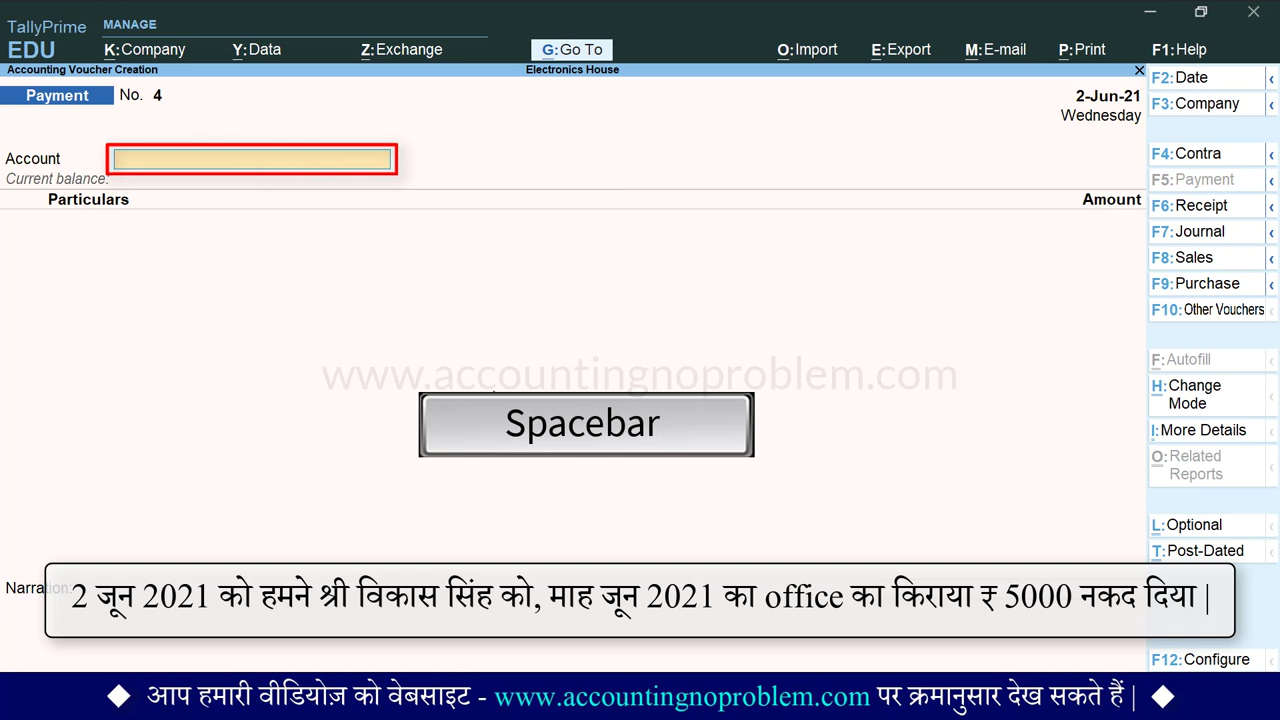 TallyPrime
EDU
MANAGE
K:Company Y:Data Z:Exchange G:Go To O:Import E:Export M:E-mail P:Print F1:Help
Accounting Voucher Creation Electronics House
Payment No. 4 2-Jun-21
Wednesday
Account
Current balance:
Particulars Amount
www.accountingnoproblem.com
Spacebar
Narration:
2 जून 2021 को हमने श्री विकास सिंह को, माह जून 2021 का office का किराया ₹ 5000 नकद दिया |
F2:Date
F3:Company
F4:Contra
F5:Payment
F6:Receipt
F7:Journal
F8:Sales
F9:Purchase
F10:Other Vouchers
F:Autofill
H:Change
Mode
I:More Details
O:Related
Reports
L:Optional
T:Post-Dated
F12:Configure
◆ आप हमारी वीडियोज़ को वेबसाइट - www.accountingnoproblem.com पर क्रमानुसार देख सकते हैं | ◆